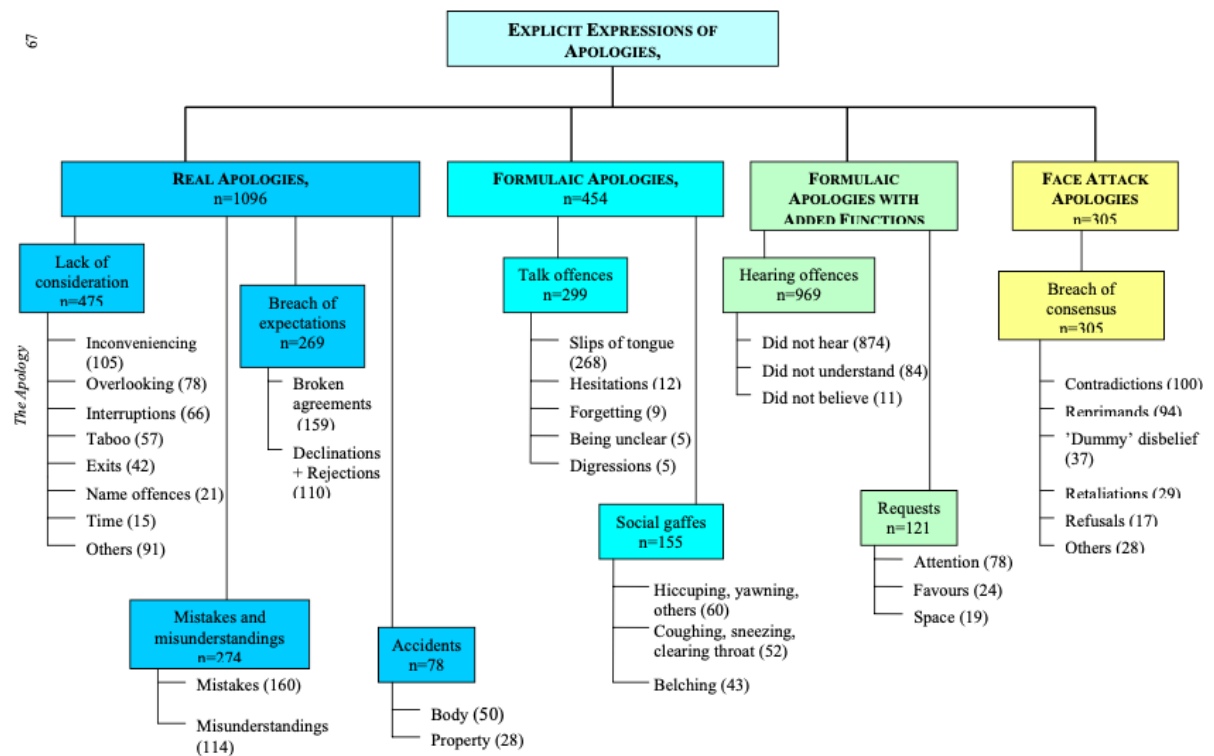 67
The Apology
EXPLICIT EXPRESSIONS OF
APOLOGIES,
REAL APOLOGIES,
n=1096
Lack of
consideration
n=475
Inconveniencing
(105)
Overlooking (78)
Interruptions (66)
Taboo (57)
Exits (42)
Name offences (21)
Time (15)
Others (91)
Mistakes and
misunderstandings
n=274
Mistakes (160)
Misunderstandings
(114)
Breach of
expectations
n=269
Broken
agreements
(159)
Declinations
+ Rejections
(110)
Accidents
n=78
Body (50)
Property (28)
FORMULAIC APOLOGIES,
n=454
Talk offences
n=299
Slips of tongue
(268)
Hesitations (12)
Forgetting (9)
Being unclear (5)
Digressions (5)
Social gaffes
n=155
Hiccuping, yawning,
others (60)
Coughing, sneezing,
clearing throat (52)
Belching (43)
FORMULAIC
APOLOGIES WITH
ADDED FUNCTIONS
Hearing offences
n=969
Did not hear (874)
Did not understand (84)
Did not believe (11)
Requests
n=121
Attention (78)
Favours (24)
Space (19)
FACE ATTACK
APOLOGIES
n=305
Breach of
consensus
n=305
Contradictions (100)
Reprimands (94)
'Dummy' disbelief
(37)
Retaliations (29)
Refusals (17)
Others (28)